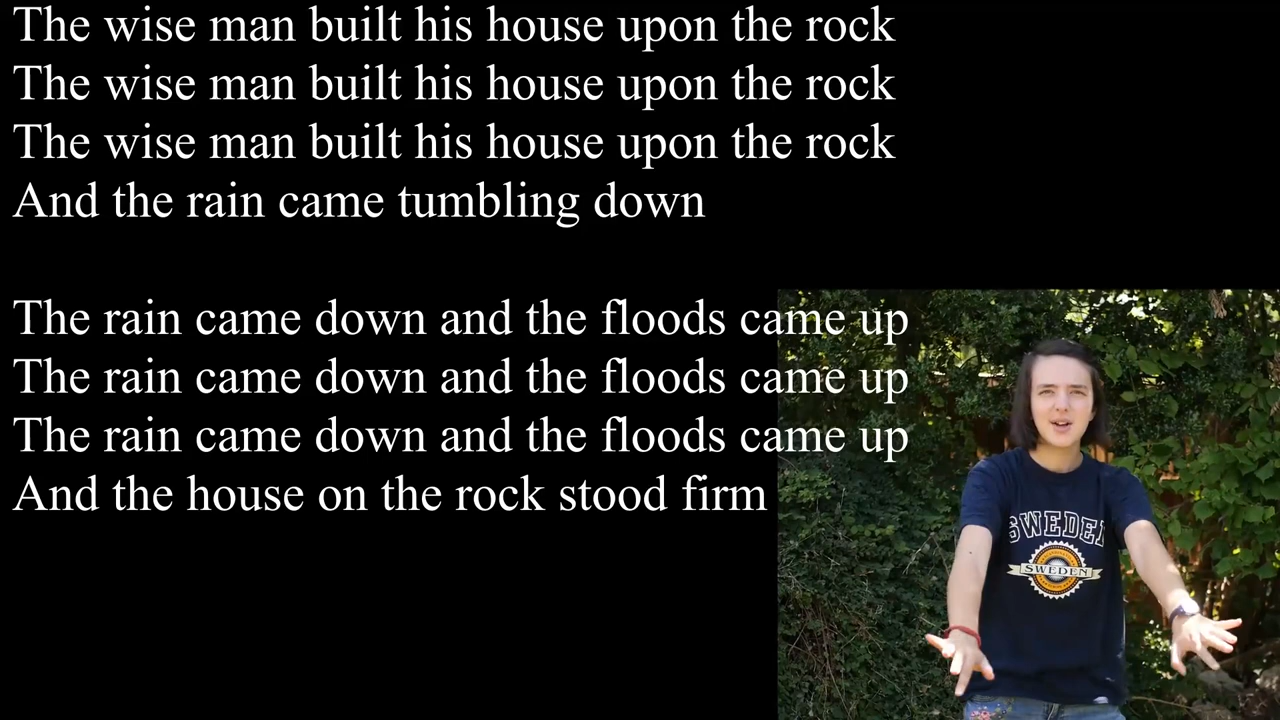 The wise man built his house upon the rock
The wise man built his house upon the rock
The wise man built his house upon the rock
And the rain came tumbling down
The rain came down and the floods came up
The rain came down and the floods came up
The rain came down and the floods came up
And the house on the rock stood firm
SWEDEN
SWEDEN